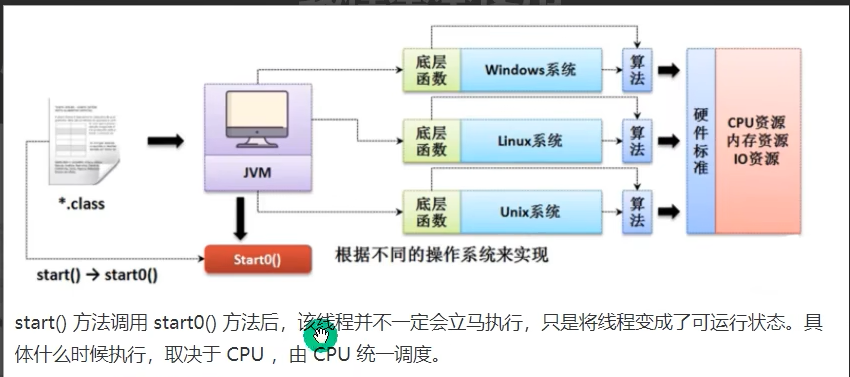 底层函数
Windows系统
算法
底层函数
Linux系统
算法
硬件标准
CPU资源
内存资源
IO资源
JVM
*.class
底层函数
Unix系统
算法
Start0()
根据不同的操作系统来实现
start() → start0()
start() 方法调用 start0() 方法后，该线程并不一定会立马执行，只是将线程变成了可运行状态。具
体什么时候执行，取决于 CPU ，由 CPU 统一调度。